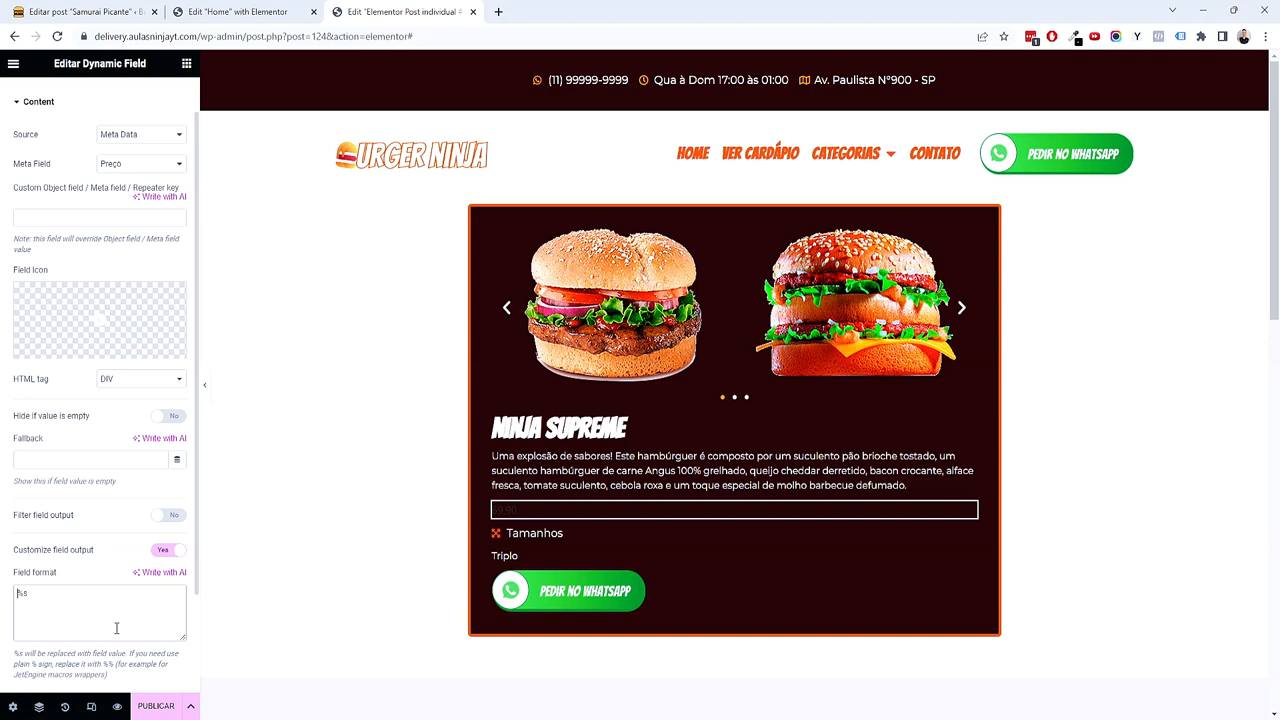 Editar post “Samurai Picante” ‹ B
Edit "Home" with Elementor
Edit "Elementor Post individual #
delivery.aulasninjayt.com/wp-admin/post.php?post=124&action=elementor#
Editar Dynamic Field
Content
Source
Meta Data
Meta Field
Preço
Custom Object field / Meta field / Repeater key
Write with AI
Note: this field will override Object field / Meta field
value
Field Icon
HTML tag
DIV
Hide if value is empty
No
Fallback
Write with AI
Show this if field value is empty
Filter field output
No
Customize field output
Yes
Field format
Write with AI
%s
%s will be replaced with field value. If you need use
plain % sign, replace it with %% (for example for
JetEngine macros wrappers)
PUBLICAR
(11) 99999-9999
Qua à Dom 17:00 às 01:00
Av. Paulista N°900 - SP
URGER NINJA
HOME
VER CARDÁPIO
CATEGORIAS
CONTATO
PEDIR NO WHATSAPP
NINJA SUPREME
Uma explosão de sabores! Este hambúrguer é composto por um suculento pão brioche tostado, um
suculento hambúrguer de carne Angus 100% grelhado, queijo cheddar derretido, bacon crocante, alface
fresca, tomate suculento, cebola roxa e um toque especial de molho barbecue defumado.
Tamanhos
Triplo
PEDIR NO WHATSAPP